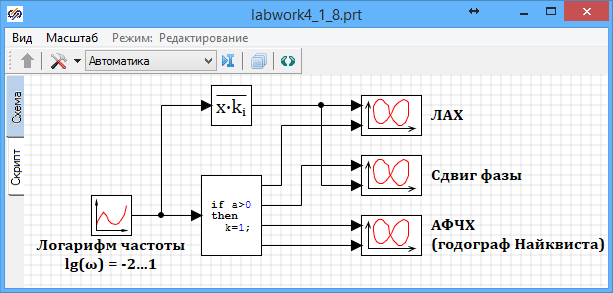 labwork4_1_8.prt
Вид Масштаб Режим: Редактирование
Автоматика
Схема
Скрипт
x·ki
ЛАХ
Сдвиг фазы
if a>0
then
k=1;
АФЧХ
(годограф Найквиста)
Логарифм частоты
lg(ω) = -2...1